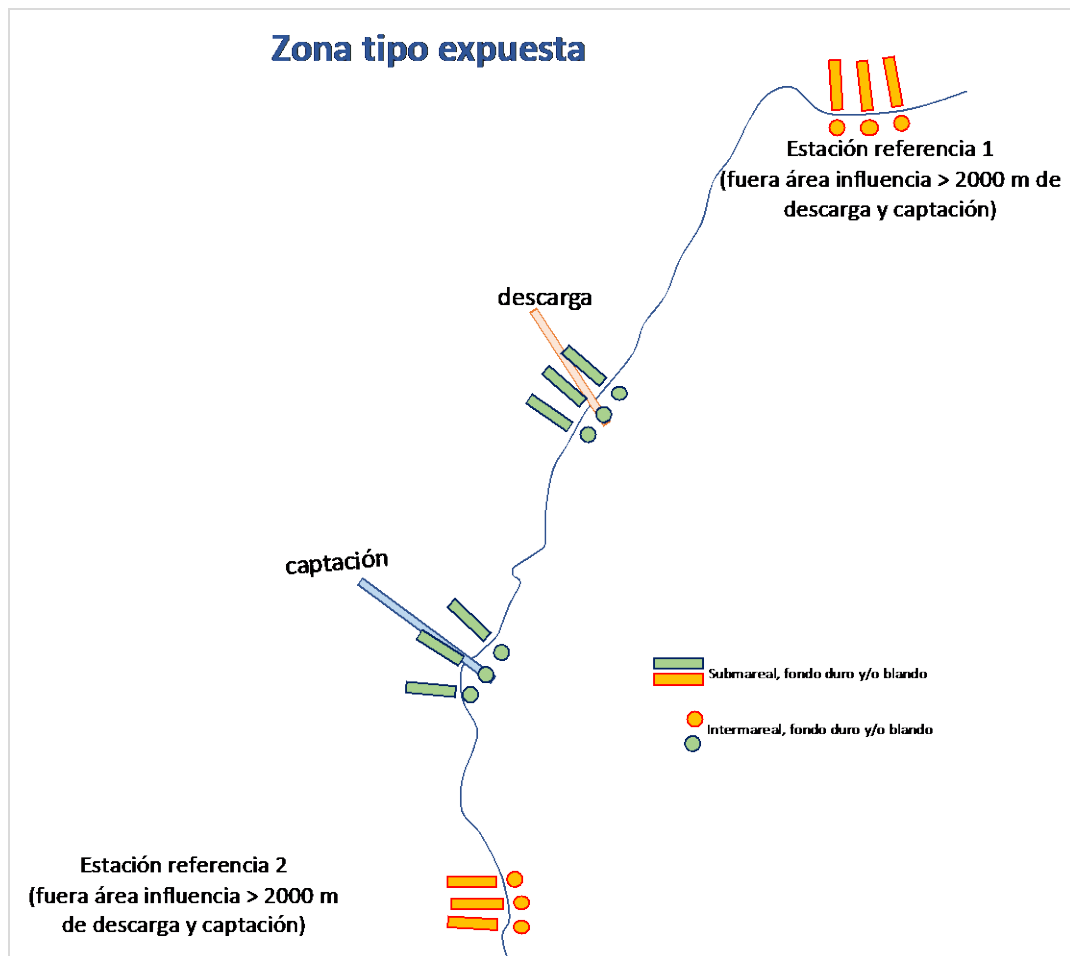 Zona tipo expuesta
Estación referencia 1
(fuera área influencia > 2000 m de
descarga y captación)
descarga
captación
Submareal, fondo duro y/o blando
Intermareal, fondo duro y/o blando
Estación referencia 2
(fuera área influencia > 2000 m
de descarga y captación)